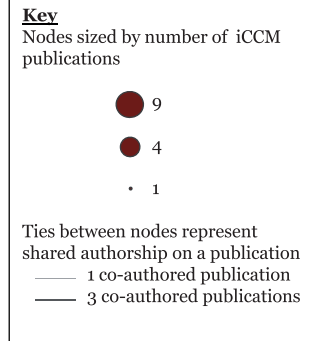 Key
Nodes sized by number of iCCM
publications
9
4
1
Ties between nodes represent
shared authorship on a publication
1 co-authored publication
3 co-authored publications